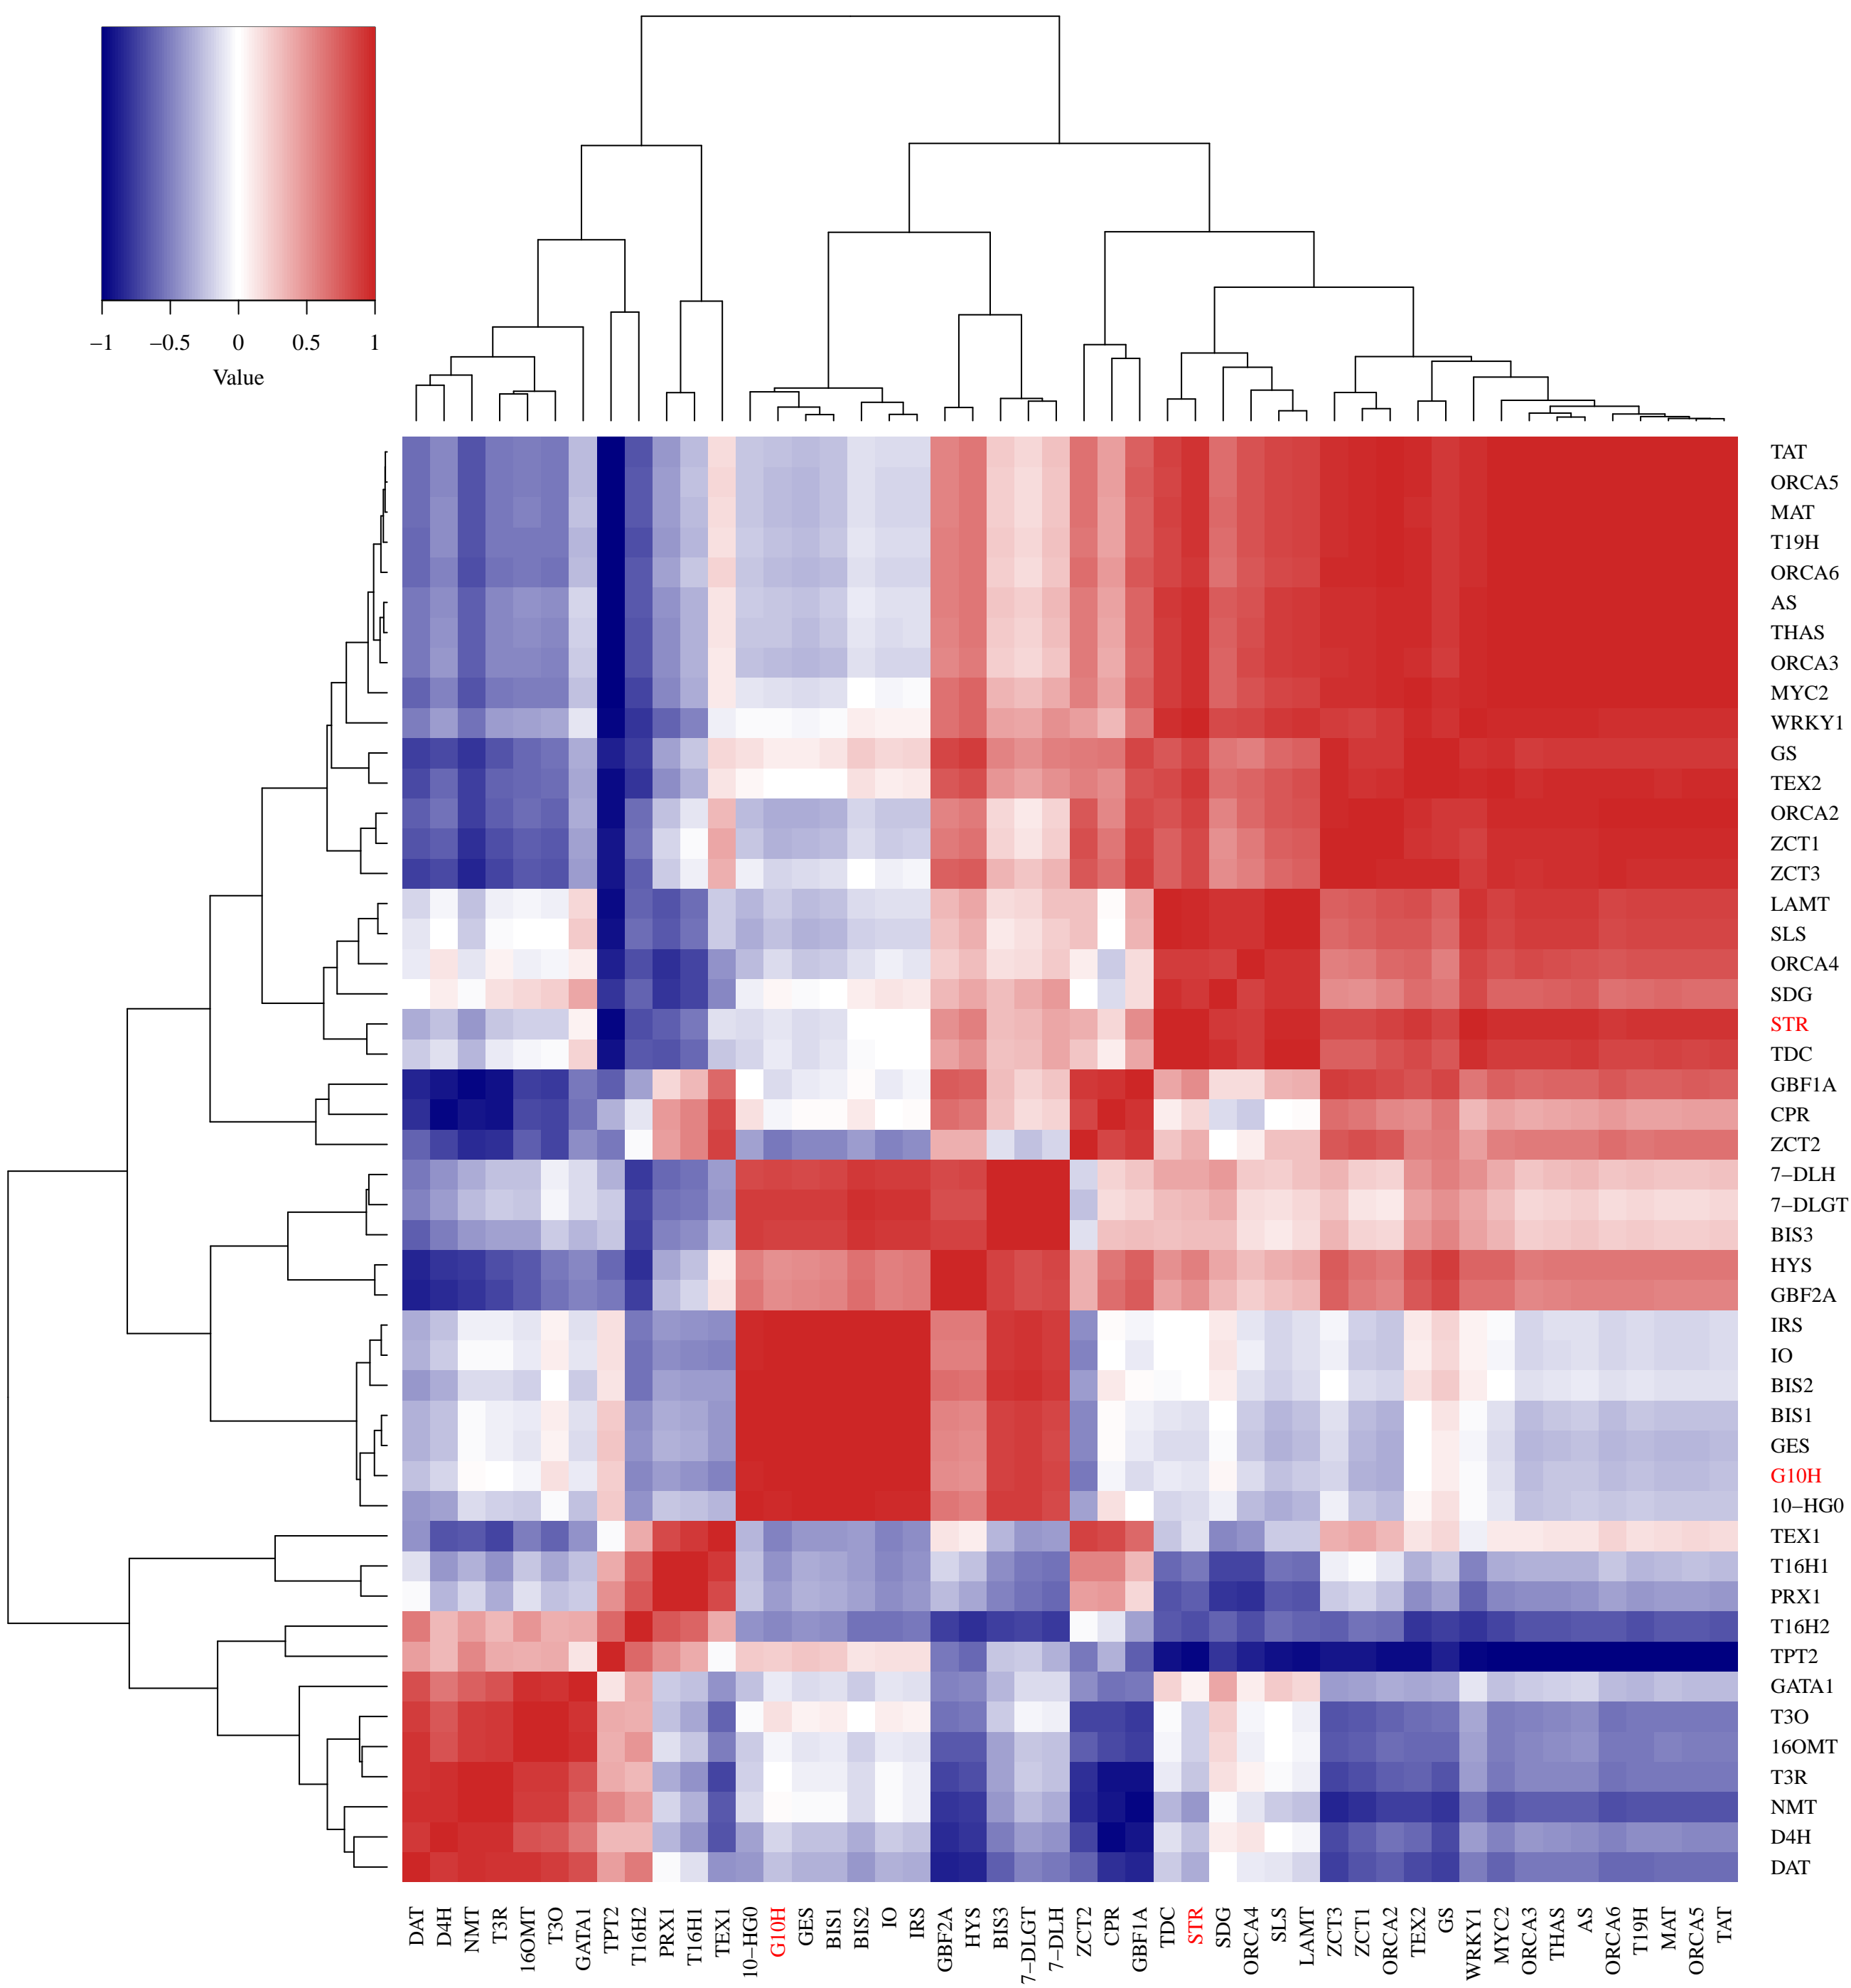 −1 −0.5 0 0.5 1
Value
TAT
ORCA5
MAT
T19H
ORCA6
AS
THAS
ORCA3
MYC2
WRKY1
GS
TEX2
ORCA2
ZCT1
ZCT3
LAMT
SLS
ORCA4
SDG
STR
TDC
GBF1A
CPR
ZCT2
7−DLH
7−DLGT
BIS3
HYS
GBF2A
IRS
IO
BIS2
BIS1
GES
G10H
10−HG0
TEX1
T16H1
PRX1
T16H2
TPT2
GATA1
T3O
16OMT
T3R
NMT
D4H
DAT
DAT
D4H
NMT
T3R
16OMT
T3O
GATA1
TPT2
T16H2
PRX1
T16H1
TEX1
10−HG0
G10H
GES
BIS1
BIS2
IO
IRS
GBF2A
HYS
BIS3
7−DLGT
7−DLH
ZCT2
CPR
GBF1A
TDC
STR
SDG
ORCA4
SLS
LAMT
ZCT3
ZCT1
ORCA2
TEX2
GS
WRKY1
MYC2
ORCA3
THAS
AS
ORCA6
T19H
MAT
ORCA5
TAT